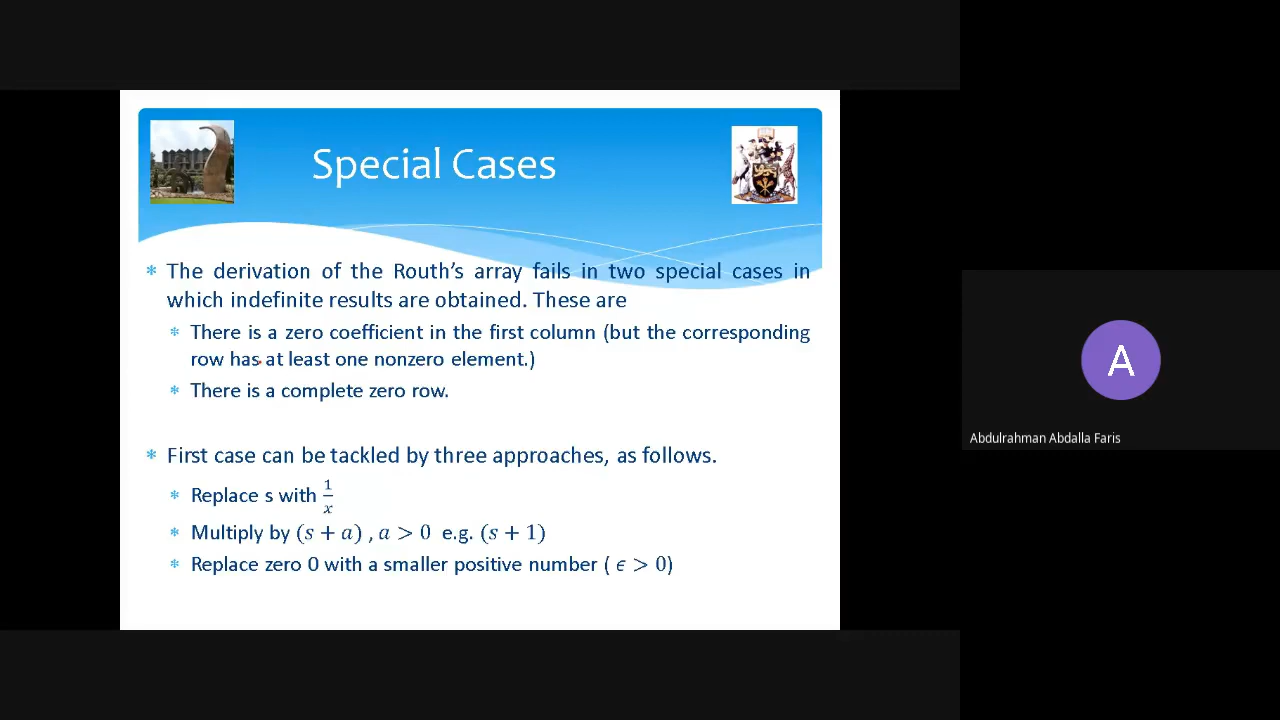 Special Cases
* The derivation of the Routh's array fails in two special cases in
which indefinite results are obtained. These are
* There is a zero coefficient in the first column (but the corresponding
row has at least one nonzero element.)
* There is a complete zero row.
* First case can be tackled by three approaches, as follows.
* Replace s with 1/x
* Multiply by (s + a) , a > 0 e.g. (s + 1)
* Replace zero 0 with a smaller positive number ( ϵ > 0)
A
Abdulrahman Abdalla Faris